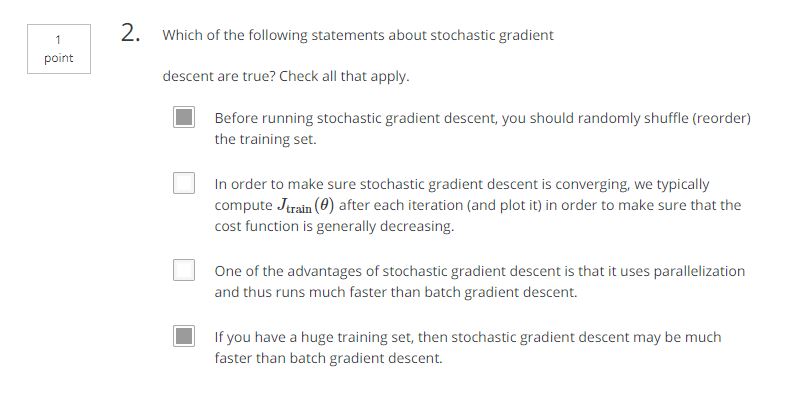 1
point
2.
Which of the following statements about stochastic gradient
descent are true? Check all that apply.
Before running stochastic gradient descent, you should randomly shuffle (reorder)
the training set.
In order to make sure stochastic gradient descent is converging, we typically
compute J_train(θ) after each iteration (and plot it) in order to make sure that the
cost function is generally decreasing.
One of the advantages of stochastic gradient descent is that it uses parallelization
and thus runs much faster than batch gradient descent.
If you have a huge training set, then stochastic gradient descent may be much
faster than batch gradient descent.